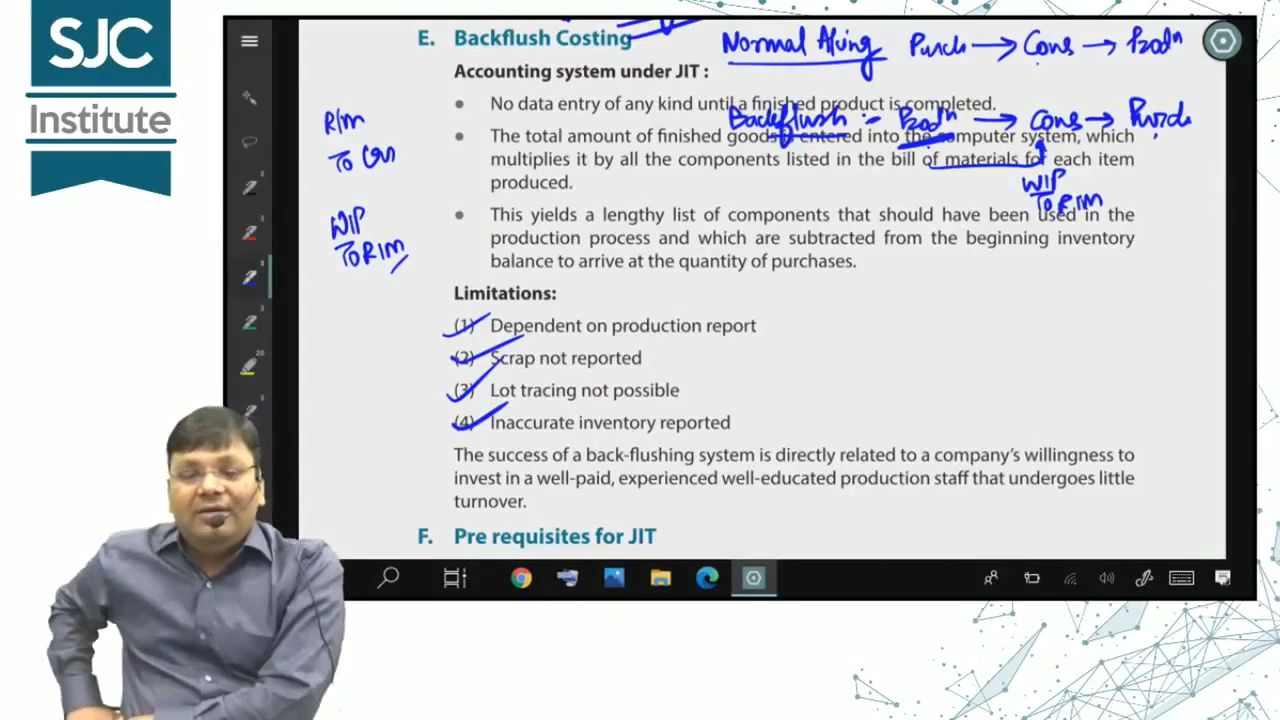 SJC
Institute
E. Backflush Costing
Normal A/cing Purch → Cons → Prodn
Accounting system under JIT :
• No data entry of any kind until a finished product is completed.
Backflush :- Prodn → Cons → Purch
• The total amount of finished goods is entered into the computer system, which
multiplies it by all the components listed in the bill of materials for each item
produced.
WIP
To R/M
• This yields a lengthy list of components that should have been used in the
production process and which are subtracted from the beginning inventory
balance to arrive at the quantity of purchases.
R/m
To
WIP
To R/M
Limitations:
(1) Dependent on production report
(2) Scrap not reported
(3) Lot tracing not possible
(4) Inaccurate inventory reported
The success of a back-flushing system is directly related to a company's willingness to
invest in a well-paid, experienced well-educated production staff that undergoes little
turnover.
F. Pre requisites for JIT